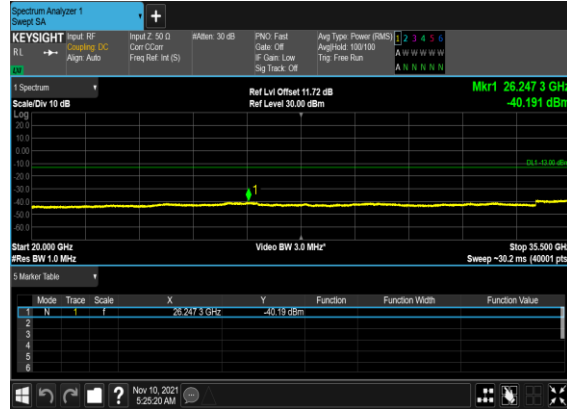 Spectrum Analyzer 1
Swept SA
+
KEYSIGHT Input: RF Input Z: 50 Ω #Atten: 30 dB PNO: Fast Avg Type: Power (RMS) 1 2 3 4 5 6
RL Coupling: DC Corr CCorr Gate: Off Avg|Hold: 100/100 A W W W W W
Align: Auto Freq Ref: Int (S) IF Gain: Low Trig: Free Run
Sig Track: Off A N N N N N
1 Spectrum Ref Lvl Offset 11.72 dB Mkr1 26.247 3 GHz
Scale/Div 10 dB Ref Level 30.00 dBm -40.191 dBm
Log
20.0
10.0
0.00
-10.0
DL1 -13.00 dBm
-20.0
-30.0
1
-40.0
-50.0
-60.0
Start 20.000 GHz Video BW 3.0 MHz* Stop 35.500 GHz
#Res BW 1.0 MHz Sweep ~30.2 ms (40001 pts)
5 Marker Table
Mode Trace Scale X Y Function Function Width Function Value
1 N 1 f 26.247 3 GHz -40.19 dBm
2
3
4
5
6
? Nov 10, 2021
5:25:20 AM